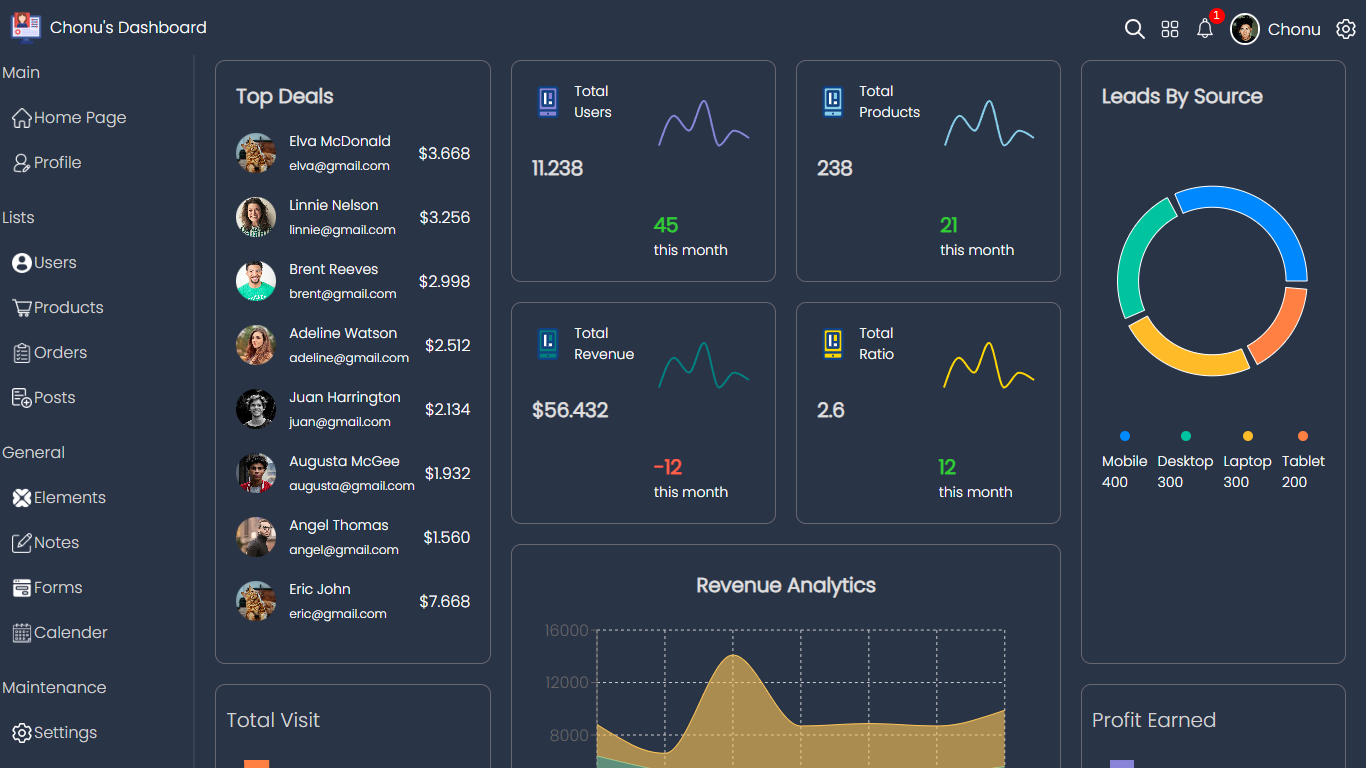 Chonu's Dashboard
1
Chonu
Main
Home Page
Profile
Lists
Users
Products
Orders
Posts
General
Elements
Notes
Forms
Calender
Maintenance
Settings
Top Deals
Elva McDonald
elva@gmail.com
$3.668
Linnie Nelson
linnie@gmail.com
$3.256
Brent Reeves
brent@gmail.com
$2.998
Adeline Watson
adeline@gmail.com
$2.512
Juan Harrington
juan@gmail.com
$2.134
Augusta McGee
augusta@gmail.com
$1.932
Angel Thomas
angel@gmail.com
$1.560
Eric John
eric@gmail.com
$7.668
Total Visit
Total
Users
11.238
45
this month
Total
Products
238
21
this month
Total
Revenue
$56.432
-12
this month
Total
Ratio
2.6
12
this month
Revenue Analytics
16000
12000
8000
Leads By Source
Mobile
400
Desktop
300
Laptop
300
Tablet
200
Profit Earned